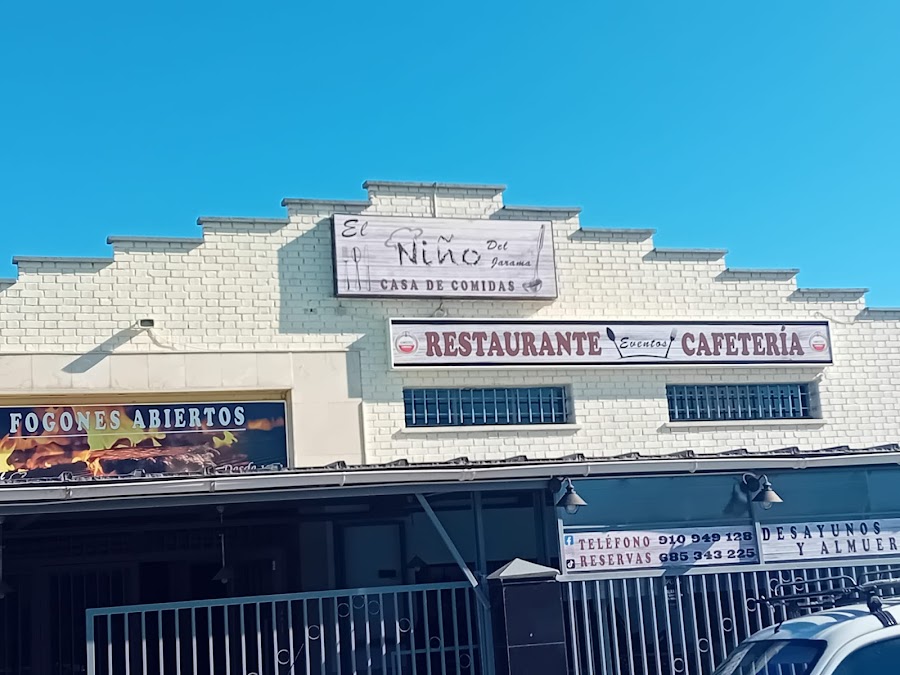 El Niño Del Jarama
CASA DE COMIDAS
RESTAURANTE Eventos CAFETERÍA
FOGONES ABIERTOS
Desde
TELÉFONO 910 949 128
RESERVAS 685 343 225
DESAYUNOS
Y ALMUER